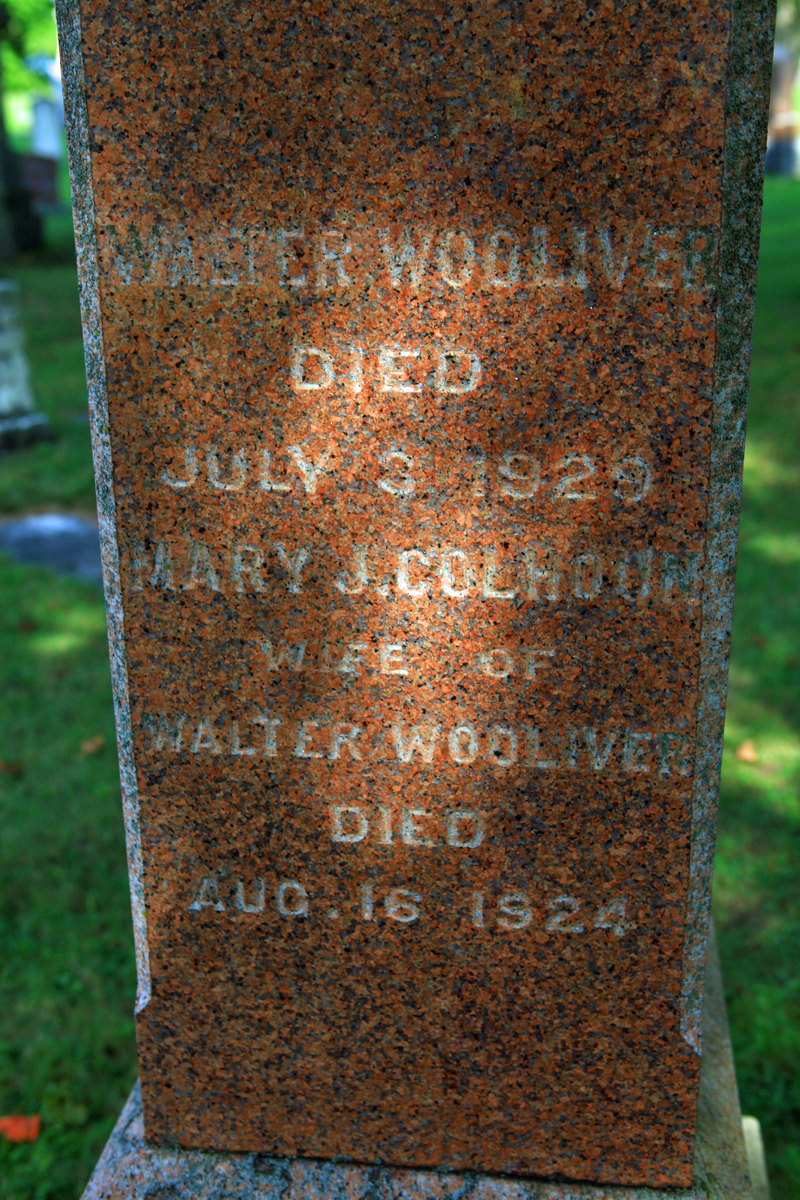 WALTER WOOLIVER
DIED
JULY 3 1929
MARY J. COLHOUN
WIFE OF
WALTER WOOLIVER
DIED
AUG. 16 1924